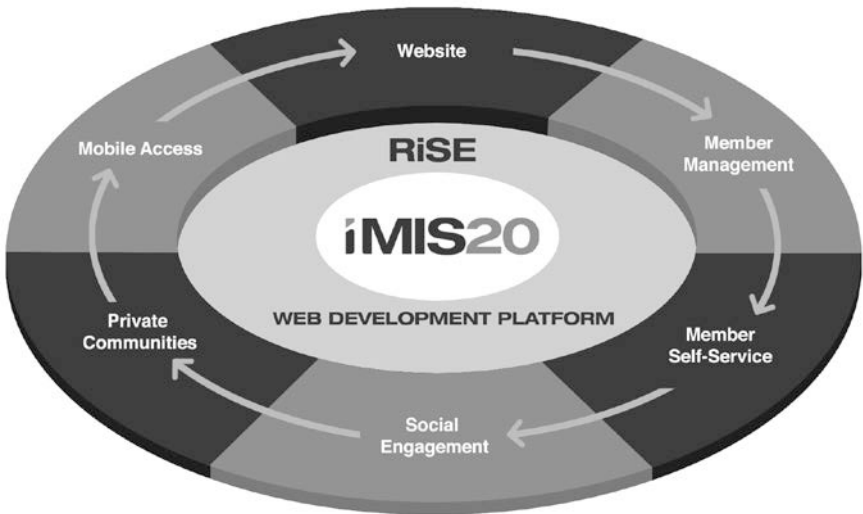 Website
Member
Management
Member
Self-Service
Social
Engagement
Private
Communities
Mobile Access
RiSE
iMIS20
WEB DEVELOPMENT PLATFORM